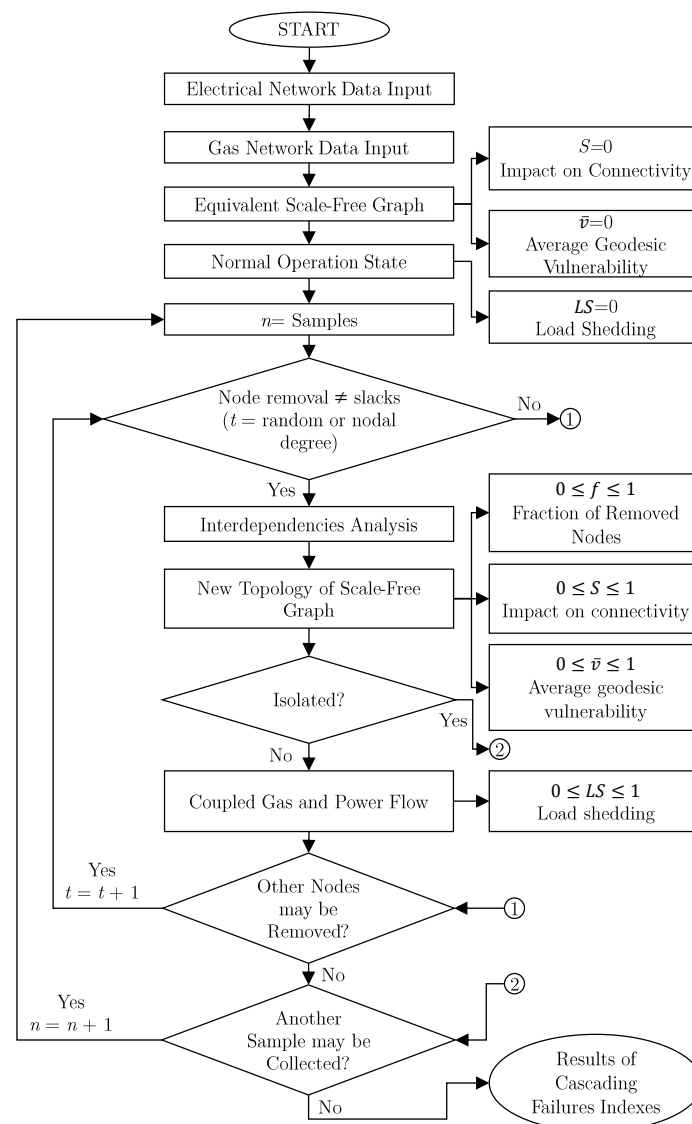 START
Electrical Network Data Input
Gas Network Data Input
S=0
Impact on Connectivity
Equivalent Scale-Free Graph
v̄=0
Average Geodesic
Vulnerability
Normal Operation State
LS=0
Load Shedding
n= Samples
Node removal ≠ slacks
(t = random or nodal
degree)
No
1
Yes
0 ≤ f ≤ 1
Fraction of Removed
Nodes
Interdependencies Analysis
New Topology of Scale-Free
Graph
0 ≤ S ≤ 1
Impact on connectivity
0 ≤ v̄ ≤ 1
Average geodesic
vulnerability
Isolated?
Yes
2
No
Coupled Gas and Power Flow
0 ≤ LS ≤ 1
Load shedding
Yes
t = t + 1
Other Nodes
may be
Removed?
1
No
2
Yes
n = n + 1
Another
Sample may be
Collected?
No
Results of
Cascading
Failures Indexes